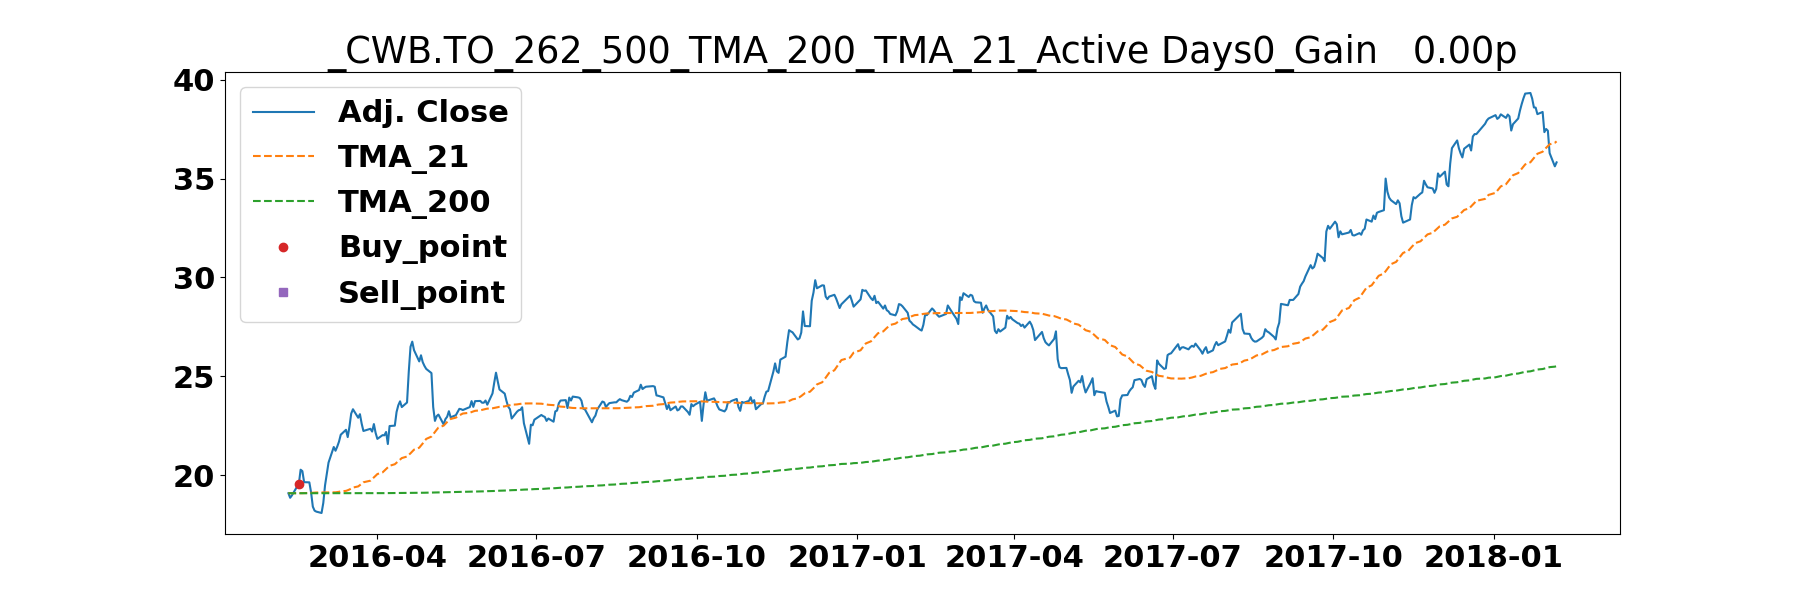 _CWB.TO_262_500_TMA_200_TMA_21_Active Days0_Gain   0.00p
40
35
30
25
20
Adj. Close
TMA_21
TMA_200
Buy_point
Sell_point
2016-04 2016-07 2016-10 2017-01 2017-04 2017-07 2017-10 2018-01